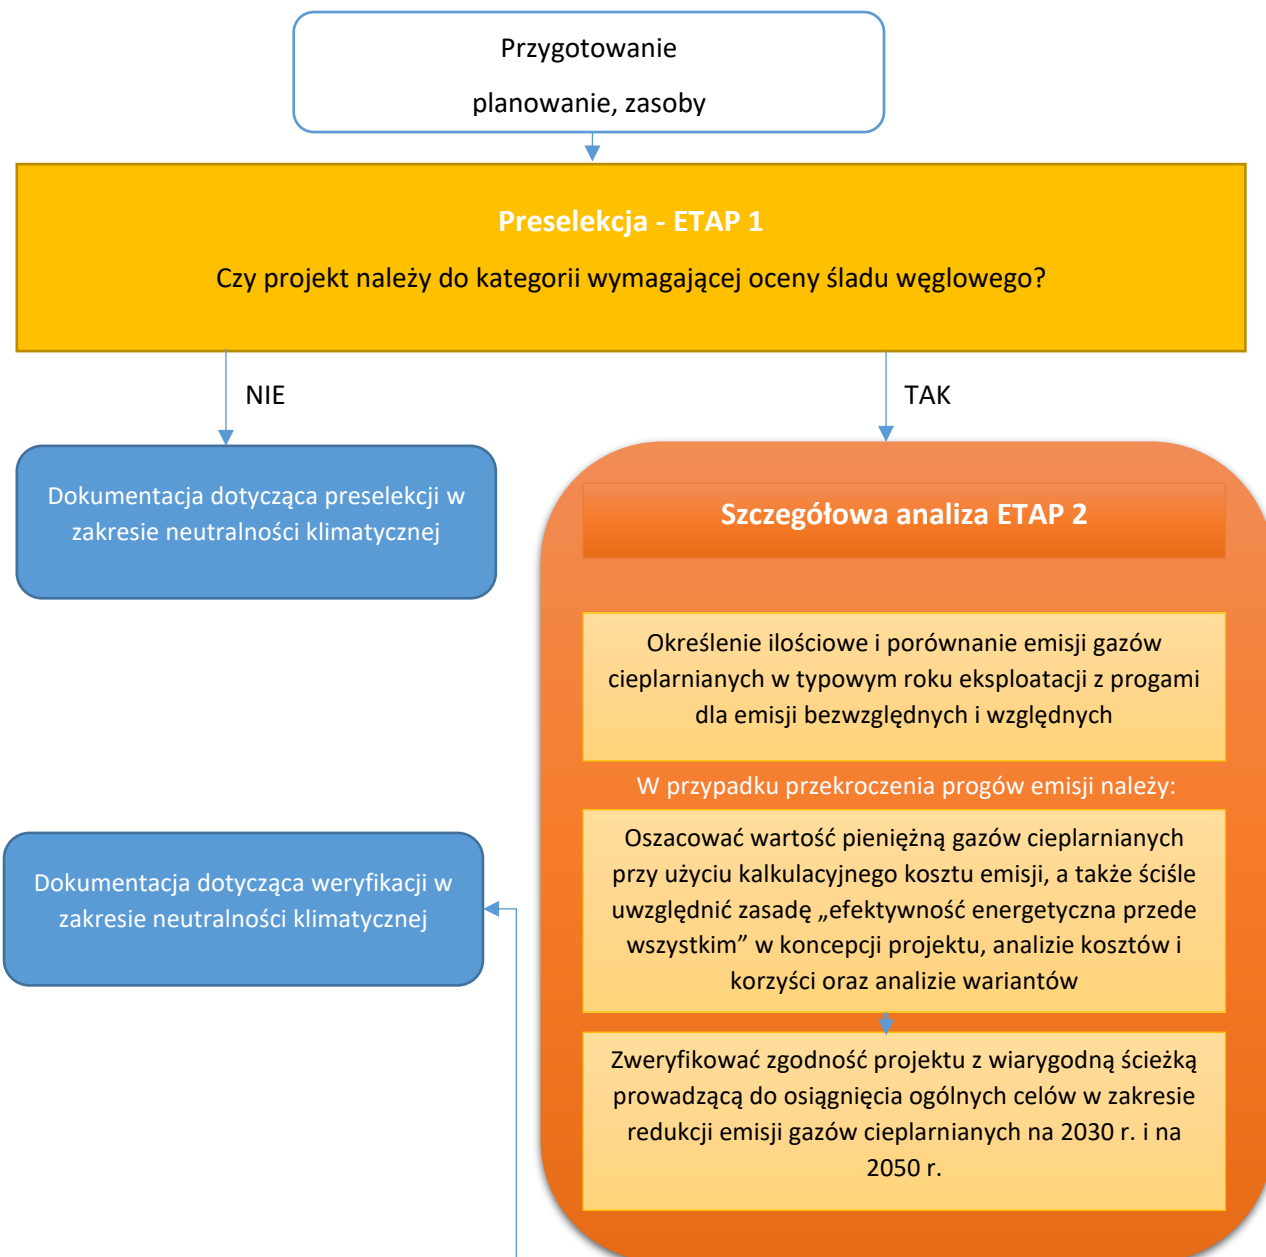 Przygotowanie
planowanie, zasoby
Preselekcja - ETAP 1
Czy projekt należy do kategorii wymagającej oceny śladu węglowego?
NIE
TAK
Dokumentacja dotycząca preselekcji w
zakresie neutralności klimatycznej
Szczegółowa analiza ETAP 2
Określenie ilościowe i porównanie emisji gazów
cieplarnianych w typowym roku eksploatacji z progami
dla emisji bezwzględnych i względnych
W przypadku przekroczenia progów emisji należy:
Oszacować wartość pieniężną gazów cieplarnianych
przy użyciu kalkulacyjnego kosztu emisji, a także ściśle
uwzględnić zasadę „efektywność energetyczna przede
wszystkim” w koncepcji projektu, analizie kosztów i
korzyści oraz analizie wariantów
Dokumentacja dotycząca weryfikacji w
zakresie neutralności klimatycznej
Zweryfikować zgodność projektu z wiarygodną ścieżką
prowadzącą do osiągnięcia ogólnych celów w zakresie
redukcji emisji gazów cieplarnianych na 2030 r. i na
2050 r.